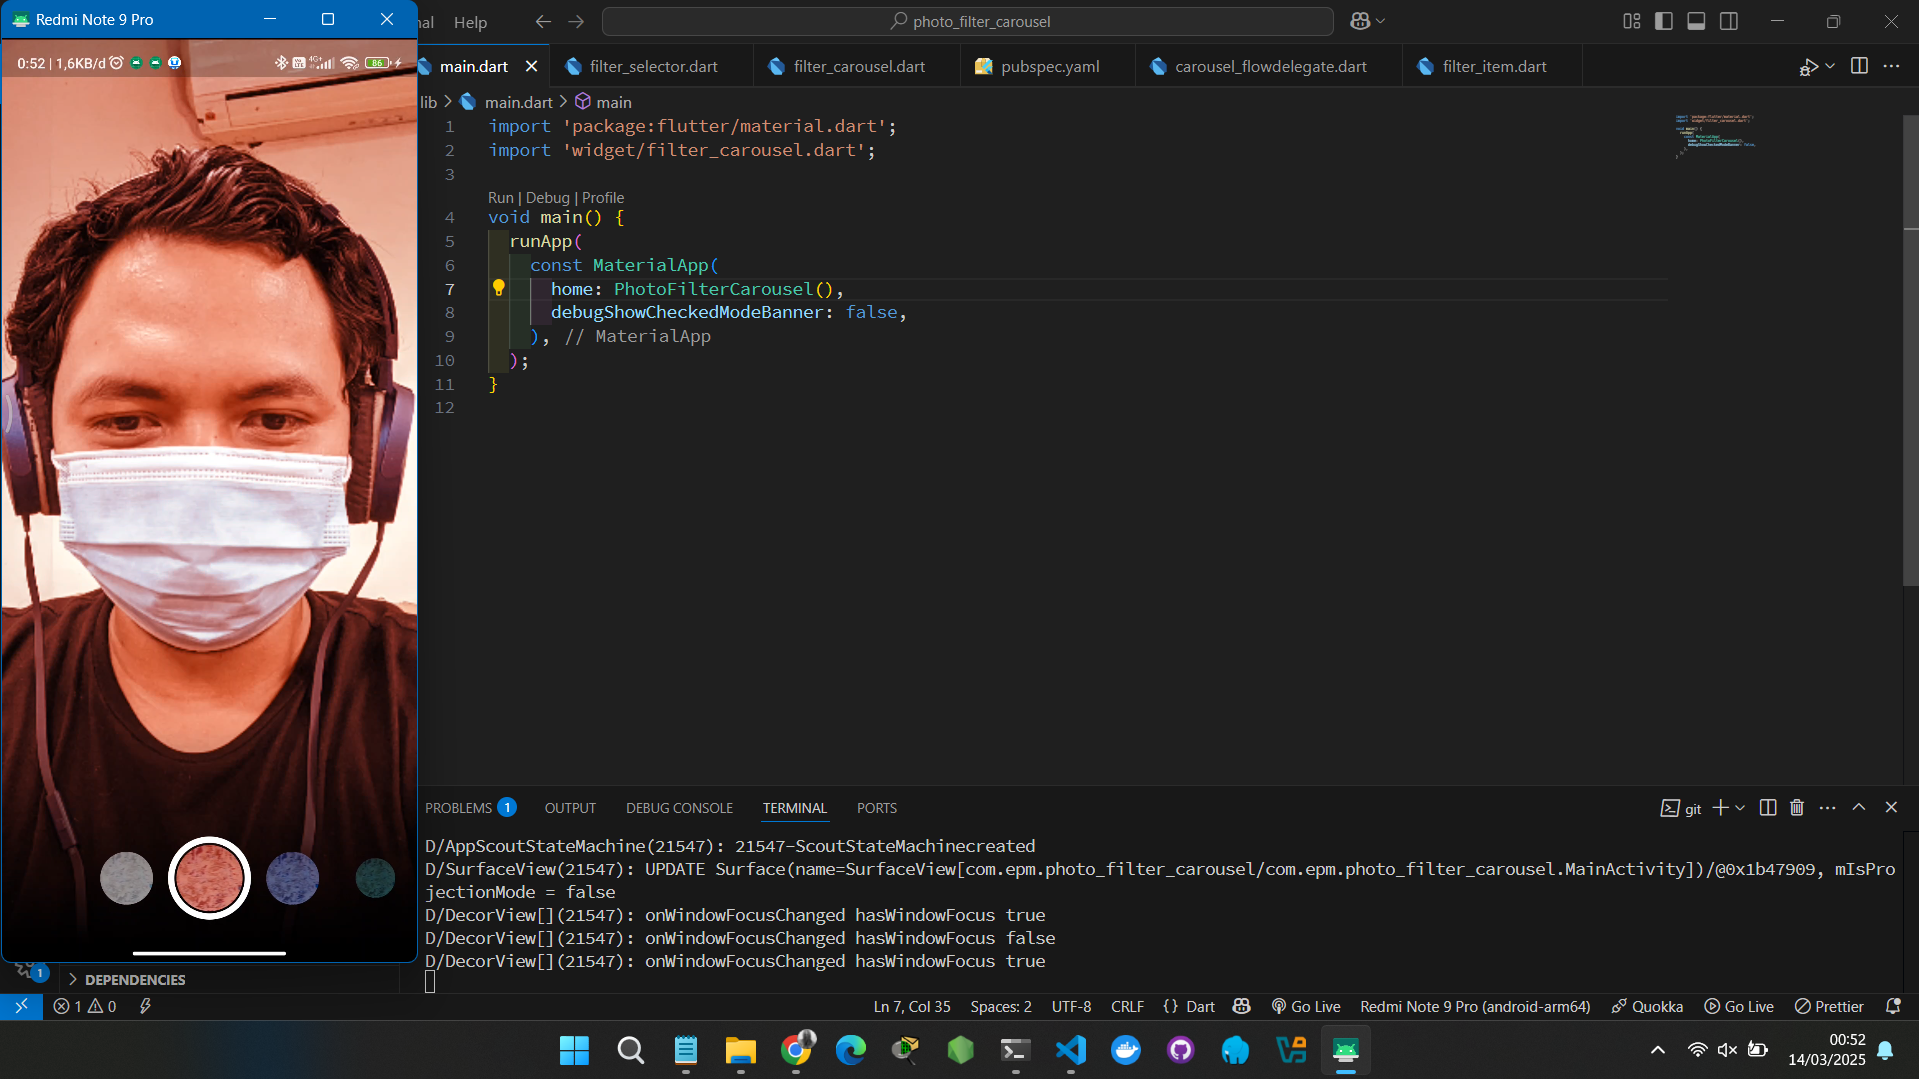 Redmi Note 9 Pro
0:52 | 1,6KB/d
4G+
86
nal Help
photo_filter_carousel
main.dart
filter_selector.dart
filter_carousel.dart
pubspec.yaml
carousel_flowdelegate.dart
filter_item.dart
lib > main.dart > main
1 import 'package:flutter/material.dart';
2 import 'widget/filter_carousel.dart';
3
Run | Debug | Profile
4 void main() {
5 runApp(
6 const MaterialApp(
7 home: PhotoFilterCarousel(),
8 debugShowCheckedModeBanner: false,
9 ), // MaterialApp
10 );
11 }
12
PROBLEMS 1 OUTPUT DEBUG CONSOLE TERMINAL PORTS
git
D/AppScoutStateMachine(21547): 21547-ScoutStateMachinecreated
D/SurfaceView(21547): UPDATE Surface(name=SurfaceView[com.epm.photo_filter_carousel/com.epm.photo_filter_carousel.MainActivity])/@0x1b47909, mIsPro
jectionMode = false
D/DecorView[](21547): onWindowFocusChanged hasWindowFocus true
D/DecorView[](21547): onWindowFocusChanged hasWindowFocus false
D/DecorView[](21547): onWindowFocusChanged hasWindowFocus true
1
> DEPENDENCIES
1 0
Ln 7, Col 35 Spaces: 2 UTF-8 CRLF {} Dart Go Live Redmi Note 9 Pro (android-arm64) Quokka Go Live Prettier
00:52
14/03/2025